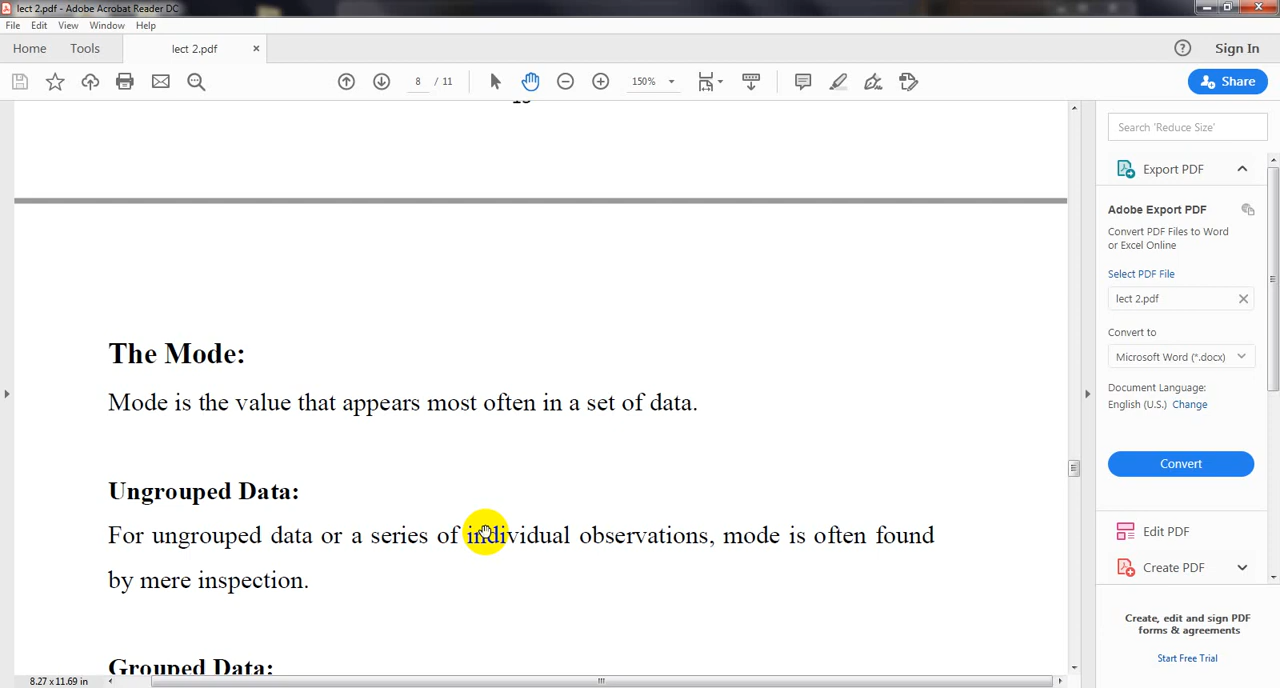 lect 2.pdf - Adobe Acrobat Reader DC
File Edit View Window Help
Home Tools lect 2.pdf × ? Sign In
8 / 11 150% Share
The Mode:
Mode is the value that appears most often in a set of data.
Ungrouped Data:
For ungrouped data or a series of individual observations, mode is often found
by mere inspection.
Grouped Data:
8.27 x 11.69 in
Search 'Reduce Size'
Export PDF
Adobe Export PDF
Convert PDF Files to Word
or Excel Online
Select PDF File
lect 2.pdf
Convert to
Microsoft Word (*.docx)
Document Language:
English (U.S.) Change
Convert
Edit PDF
Create PDF
Create, edit and sign PDF
forms & agreements
Start Free Trial